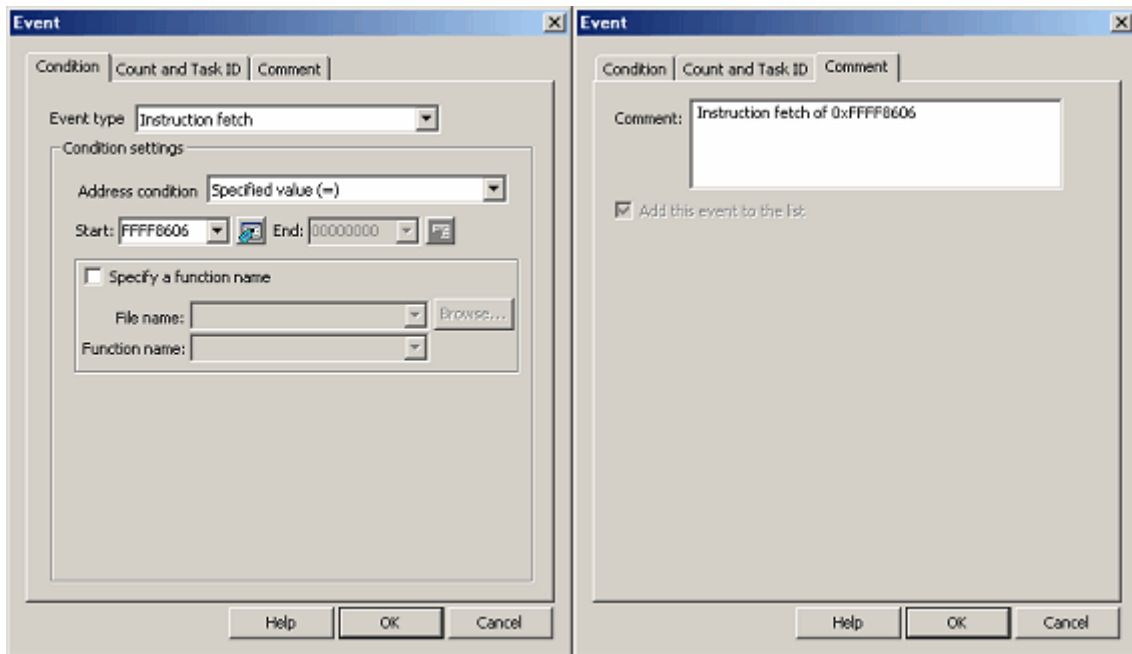 Event
Condition Count and Task ID Comment
Event type Instruction fetch
Condition settings
Address condition Specified value (=)
Start: FFFF8606 End: 00000000
Specify a function name
File name: Browse...
Function name:
Help OK Cancel
Event
Condition Count and Task ID Comment
Comment: Instruction fetch of 0xFFFF8606
Add this event to the list
Help OK Cancel